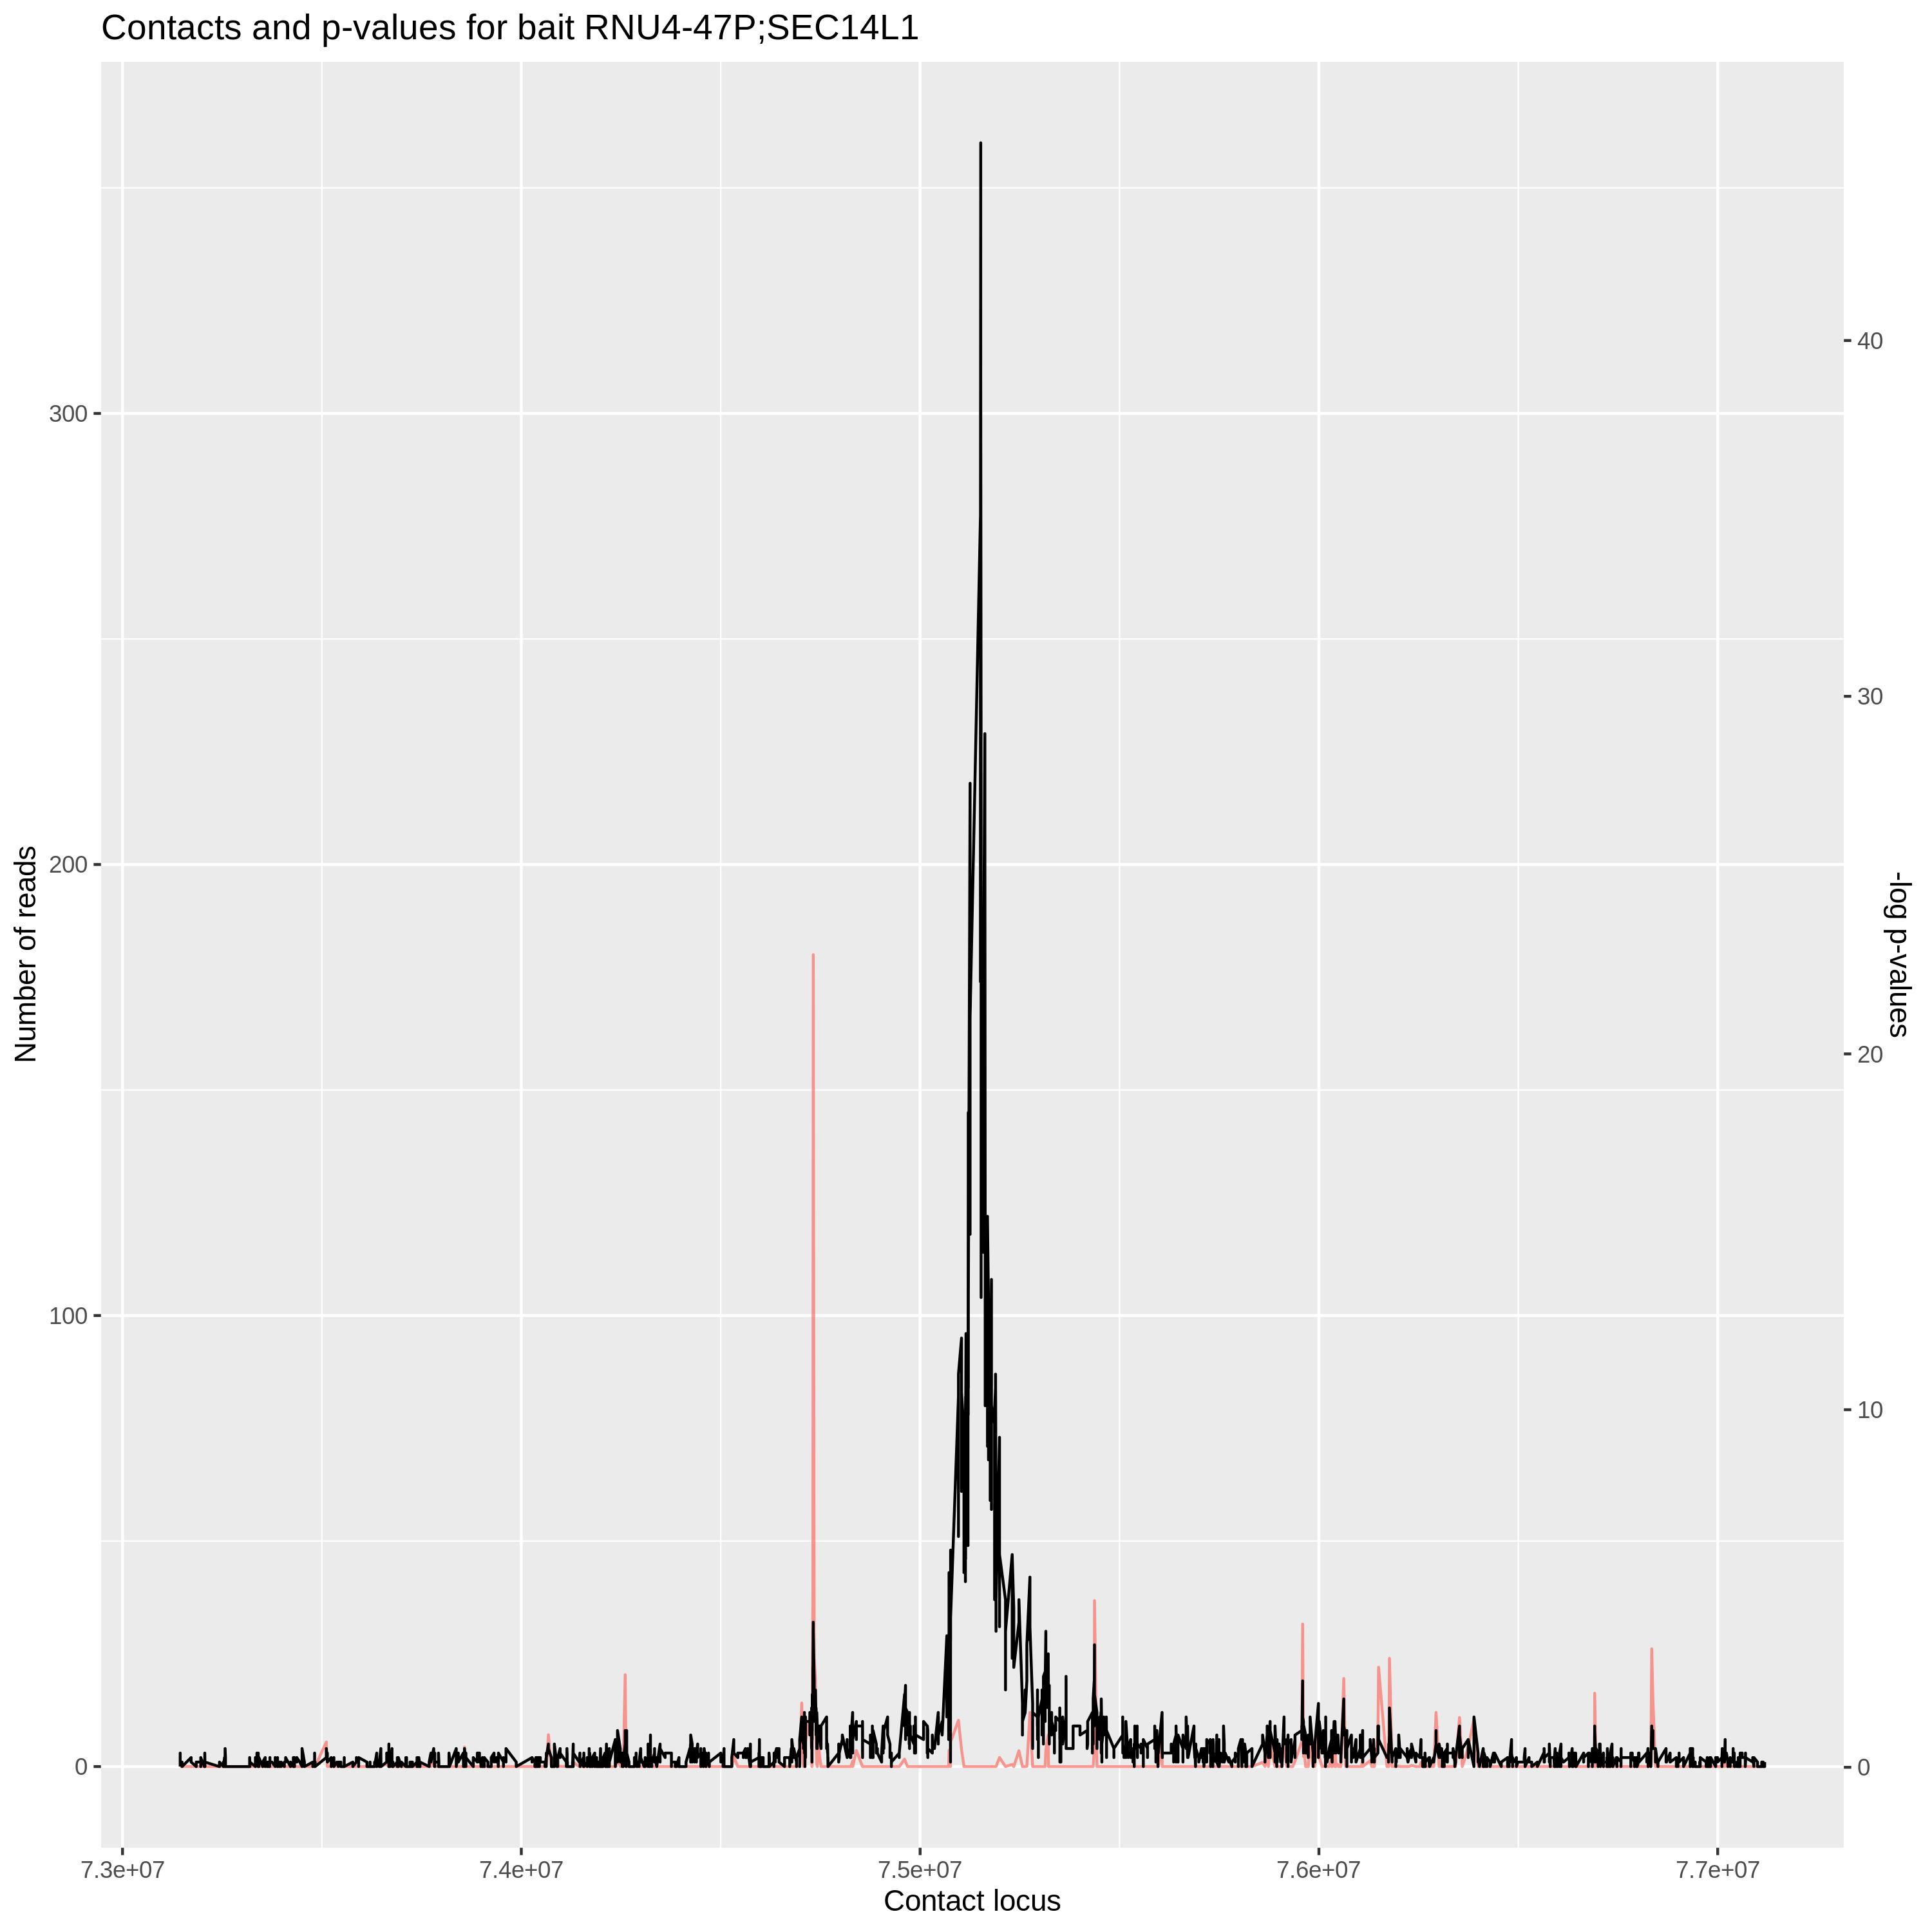 Contacts and p-values for bait RNU4-47P;SEC14L1
Number of reads
300
200
100
0
40
30
20
10
0
-log p-values
7.3e+07 7.4e+07 7.5e+07 7.6e+07 7.7e+07
Contact locus